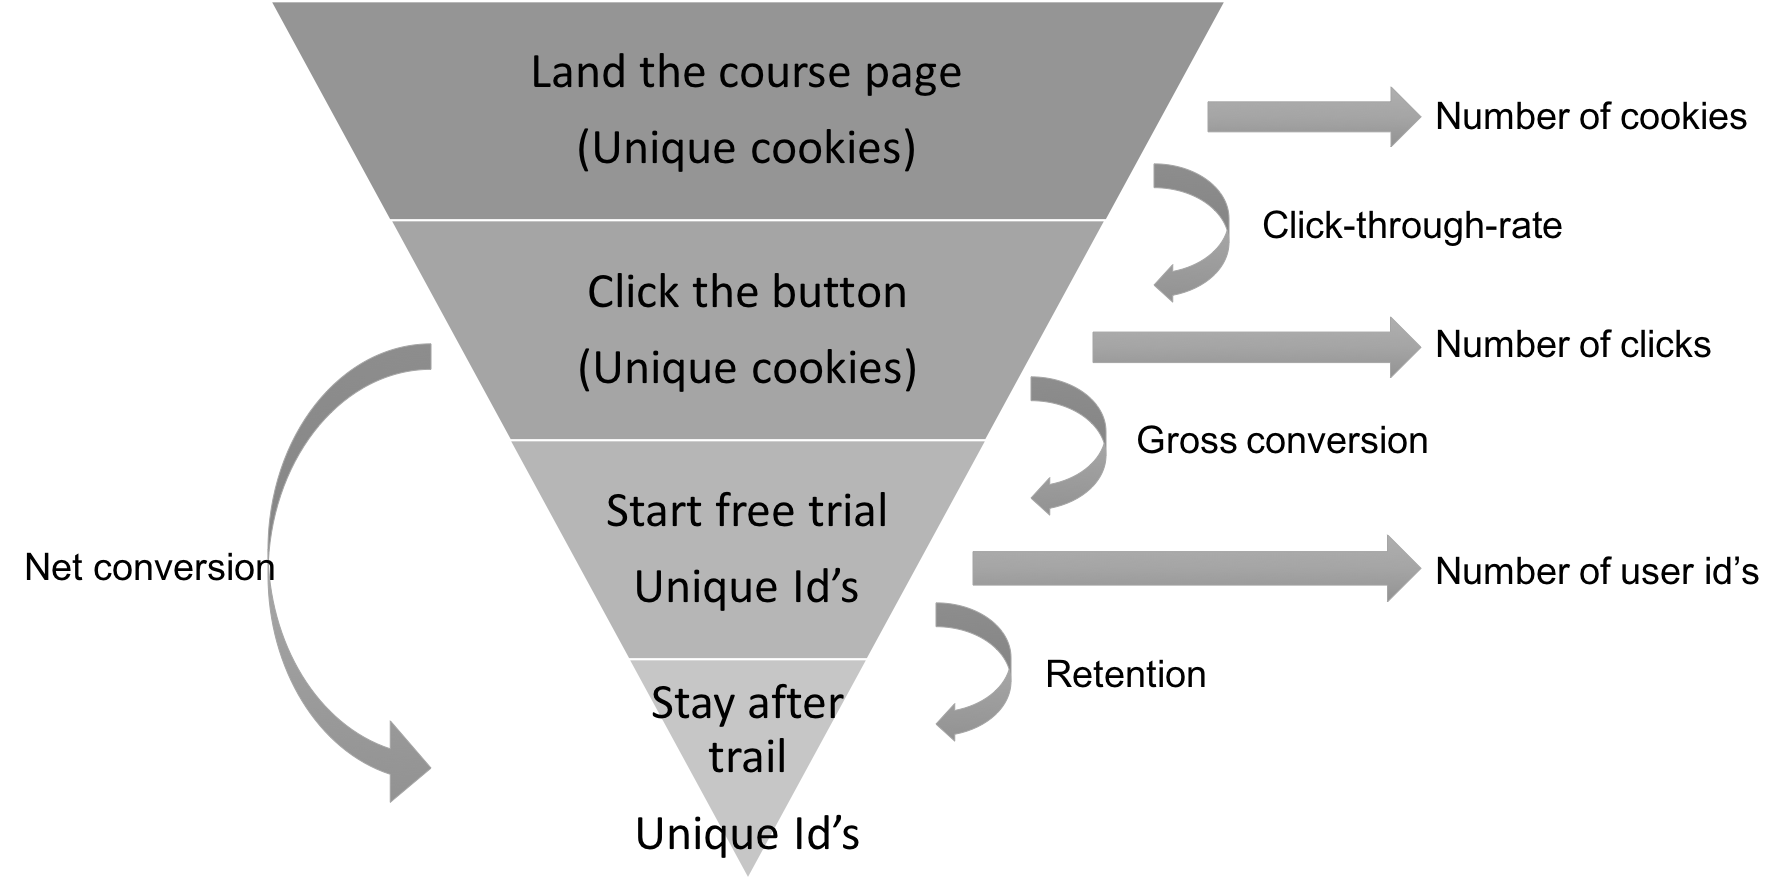 Land the course page
(Unique cookies)
Number of cookies
Click-through-rate
Click the button
(Unique cookies)
Number of clicks
Gross conversion
Start free trial
Unique Id’s
Number of user id’s
Net conversion
Retention
Stay after
trail
Unique Id’s